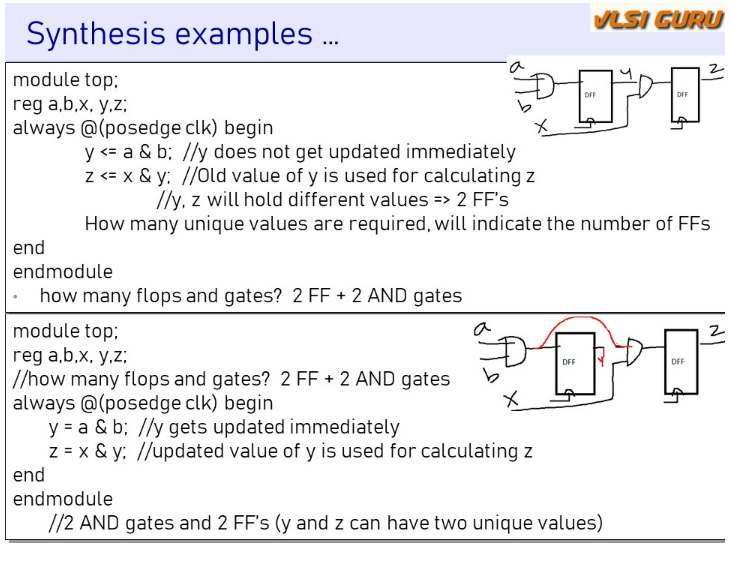 Synthesis examples ...
VLSI GURU
module top;
reg a,b,x, y,z;
always @(posedge clk) begin
y <= a & b; //y does not get updated immediately
z <= x & y; //Old value of y is used for calculating z
//y, z will hold different values => 2 FF's
How many unique values are required, will indicate the number of FFs
end
endmodule
• how many flops and gates? 2 FF + 2 AND gates
a
b
x
DFF
y
DFF
z
module top;
reg a,b,x, y,z;
//how many flops and gates? 2 FF + 2 AND gates
always @(posedge clk) begin
y = a & b; //y gets updated immediately
z = x & y; //updated value of y is used for calculating z
end
endmodule
//2 AND gates and 2 FF's (y and z can have two unique values)
a
b
x
DFF
y
DFF
z